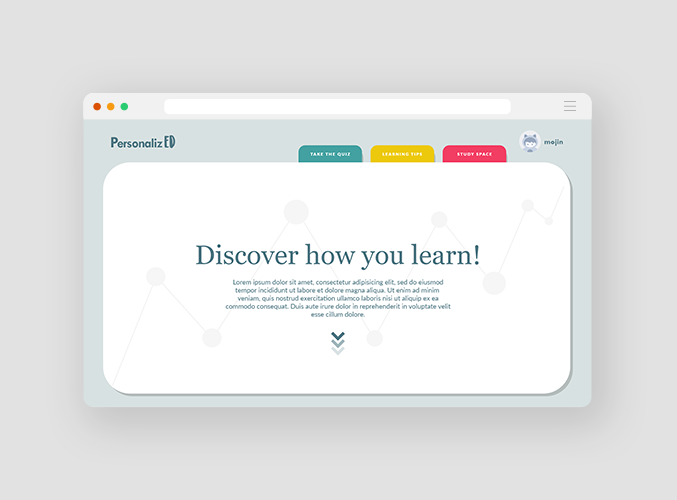 PersonalizED
TAKE THE QUIZ
LEARNING TIPS
STUDY SPACE
mojin
Discover how you learn!
Lorem ipsum dolor sit amet, consectetur adipisicing elit, sed do eiusmod
tempor incididunt ut labore et dolore magna aliqua. Ut enim ad minim
veniam, quis nostrud exercitation ullamco laboris nisi ut aliquip ex ea
commodo consequat. Duis aute irure dolor in reprehenderit in voluptate velit
esse cillum dolore.